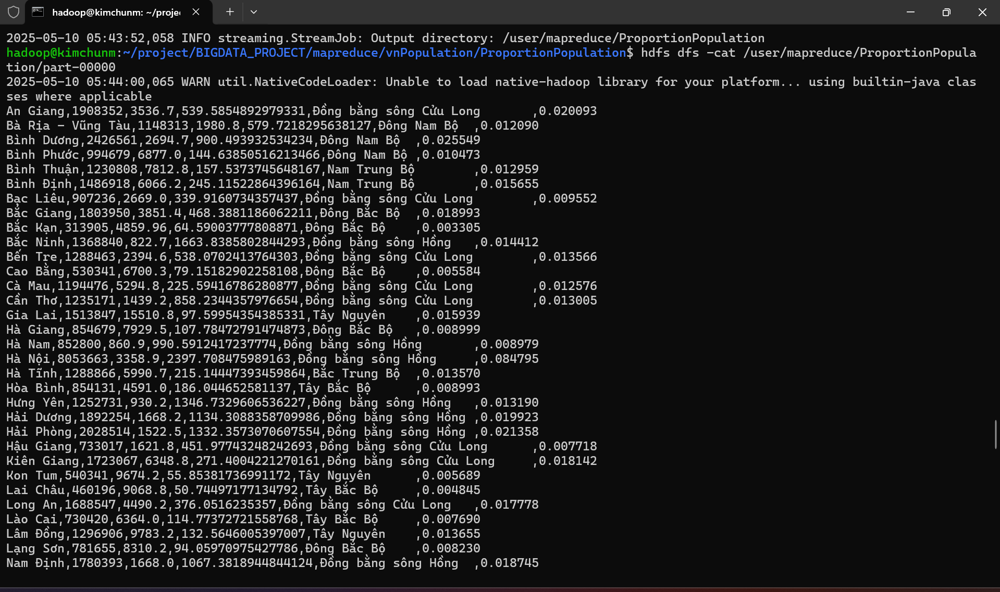 hadoop@kimchunm: ~/proje
2025-05-10 05:43:52,058 INFO streaming.StreamJob: Output directory: /user/mapreduce/ProportionPopulation
hadoop@kimchunm:~/project/BIGDATA_PROJECT/mapreduce/vnPopulation/ProportionPopulation$ hdfs dfs -cat /user/mapreduce/ProportionPopula
tion/part-00000
2025-05-10 05:44:00,065 WARN util.NativeCodeLoader: Unable to load native-hadoop library for your platform... using builtin-java clas
ses where applicable
An Giang,1908352,3536.7,539.5854892979331,Đồng bằng sông Cửu Long	,0.020093
Bà Rịa - Vũng Tàu,1148313,1980.8,579.7218295638127,Đông Nam Bộ	,0.012090
Bình Dương,2426561,2694.7,900.493932534234,Đông Nam Bộ	,0.025549
Bình Phước,994679,6877.0,144.63850516213466,Đông Nam Bộ	,0.010473
Bình Thuận,1230808,7812.8,157.5373745648167,Nam Trung Bộ	,0.012959
Bình Định,1486918,6066.2,245.11522864396164,Nam Trung Bộ	,0.015655
Bạc Liêu,907236,2669.0,339.9160734357437,Đồng bằng sông Cửu Long	,0.009552
Bắc Giang,1803950,3851.4,468.3881186062211,Đông Bắc Bộ	,0.018993
Bắc Kạn,313905,4859.96,64.590037777808871,Đông Bắc Bộ	,0.003305
Bắc Ninh,1368840,822.7,1663.8385802844293,Đồng bằng sông Hồng	,0.014412
Bến Tre,1288463,2394.6,538.0702413764303,Đồng bằng sông Cửu Long	,0.013566
Cao Bằng,530341,6700.3,79.15182902258108,Đông Bắc Bộ	,0.005584
Cà Mau,1194476,5294.8,225.59416786280877,Đồng bằng sông Cửu Long	,0.012576
Cần Thơ,1235171,1439.2,858.2344357976654,Đồng bằng sông Cửu Long	,0.013005
Gia Lai,1513847,15510.8,97.599543543​85331,Tây Nguyên	,0.015939
Hà Giang,854679,7929.5,107.78472791474873,Đông Bắc Bộ	,0.008999
Hà Nam,852800,860.9,990.5912417237774,Đồng bằng sông Hồng	,0.008979
Hà Nội,8053663,3358.9,2397.708475989163,Đồng bằng sông Hồng	,0.084795
Hà Tĩnh,1288866,5990.7,215.14447393459864,Bắc Trung Bộ	,0.013570
Hòa Bình,854131,4591.0,186.044652581137,Tây Bắc Bộ	,0.008993
Hưng Yên,1252731,930.2,1346.7329606536227,Đồng bằng sông Hồng	,0.013190
Hải Dương,1892254,1668.2,1134.3088358709986,Đồng bằng sông Hồng	,0.019923
Hải Phòng,2028514,1522.5,1332.3573070607554,Đồng bằng sông Hồng	,0.021358
Hậu Giang,733017,1621.8,451.97743248242693,Đồng bằng sông Cửu Long	,0.007718
Kiên Giang,1723067,6348.8,271.4004221270161,Đồng bằng sông Cửu Long	,0.018142
Kon Tum,540341,9674.2,55.85381736991172,Tây Nguyên	,0.005689
Lai Châu,460196,9068.8,50.74497177134792,Tây Bắc Bộ	,0.004845
Long An,1688547,4490.2,376.0516235357,Đồng bằng sông Cửu Long	,0.017778
Lào Cai,730420,6364.0,114.77372721558768,Tây Bắc Bộ	,0.007690
Lâm Đồng,1296906,9783.2,132.5646005397007,Tây Nguyên	,0.013655
Lạng Sơn,781655,8310.2,94.05970975427786,Đông Bắc Bộ	,0.008230
Nam Định,1780393,1668.0,1067.3818944844124,Đồng bằng sông Hồng	,0.018745